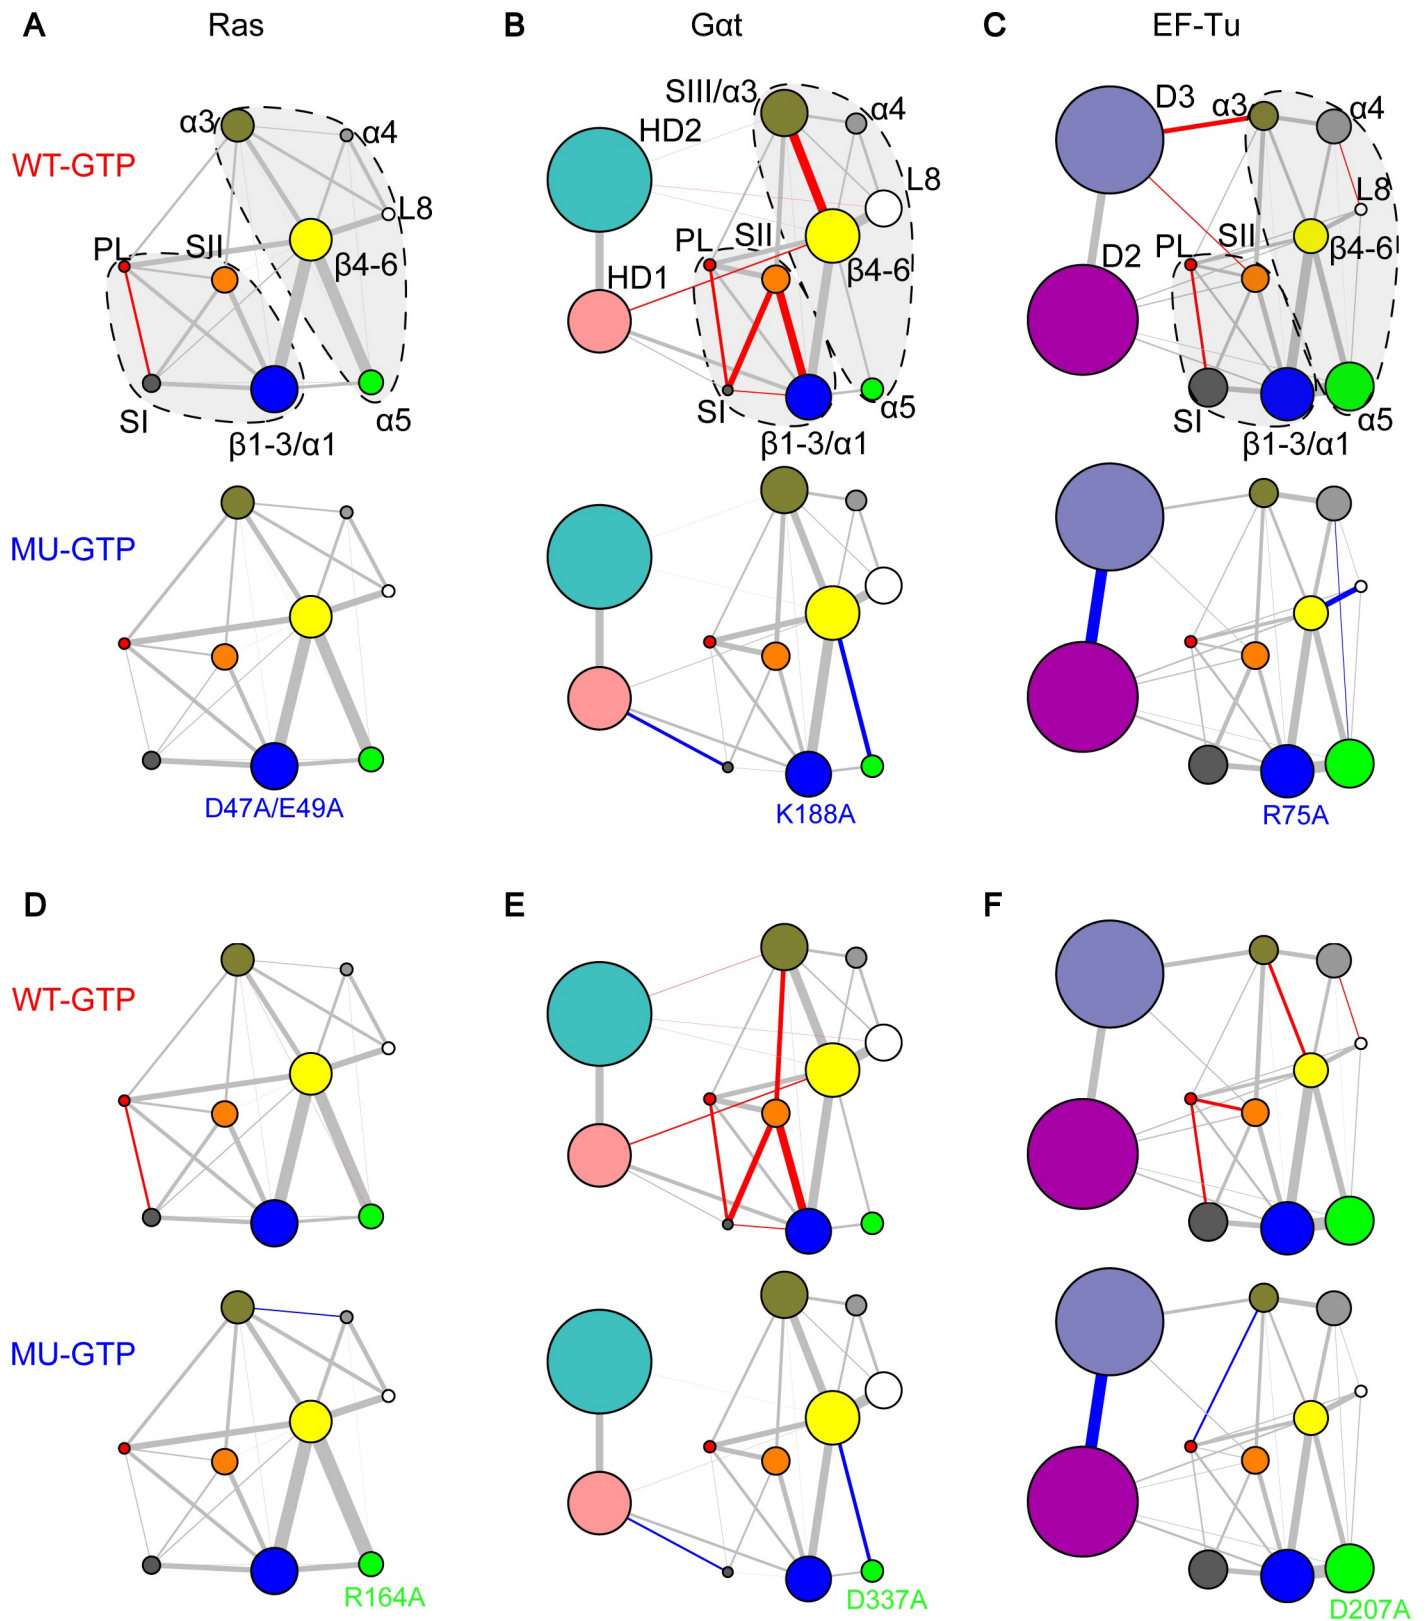 A Ras
B Gαt
C EF-Tu
WT-GTP
α3
α4
L8
PL
SII
β4-6
SI
α5
β1-3/α1
SIII/α3
α4
HD2
L8
PL
SII
β4-6
HD1
SI
α5
β1-3/α1
D3
α3
α4
L8
PL
SII
D2
β4-6
SI
α5
β1-3/α1
MU-GTP
D47A/E49A
K188A
R75A
D
E
F
WT-GTP
MU-GTP
R164A
D337A
D207A